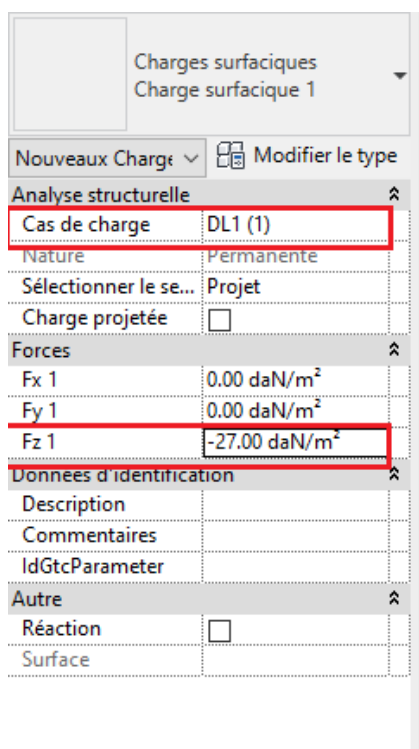 Charges surfaciques
Charge surfacique 1
Nouveaux Charge Modifier le type
Analyse structurelle
Cas de charge DL1 (1)
Nature Permanente
Sélectionner le se... Projet
Charge projetée
Forces
Fx 1 0.00 daN/m²
Fy 1 0.00 daN/m²
Fz 1 -27.00 daN/m²
Données d'identification
Description
Commentaires
IdGtcParameter
Autre
Réaction
Surface